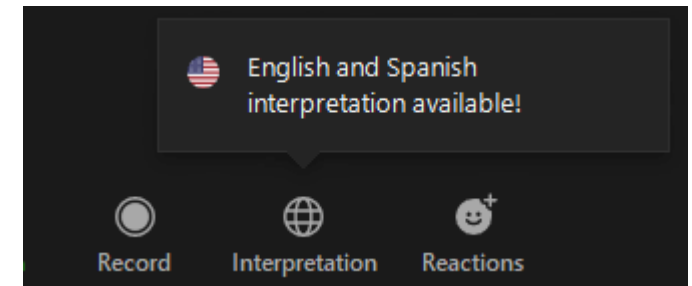 English and Spanish
interpretation available!
Record
Interpretation
Reactions